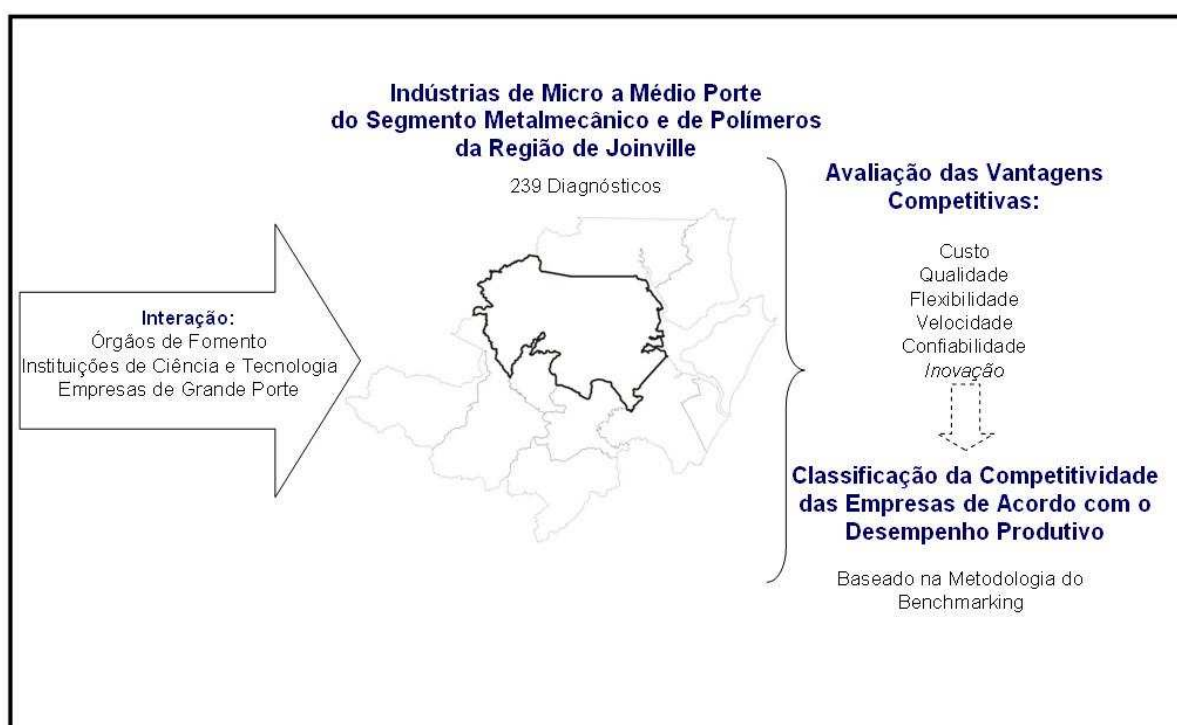 Indústrias de Micro a Médio Porte
do Segmento Metalmecânico e de Polímeros
da Região de Joinville
239 Diagnósticos
Interação:
Órgãos de Fomento
Instituições de Ciência e Tecnologia
Empresas de Grande Porte
Avaliação das Vantagens
Competitivas:
Custo
Qualidade
Flexibilidade
Velocidade
Confiabilidade
Inovação
Classificação da Competitividade
das Empresas de Acordo com o
Desempenho Produtivo
Baseado na Metodologia do
Benchmarking